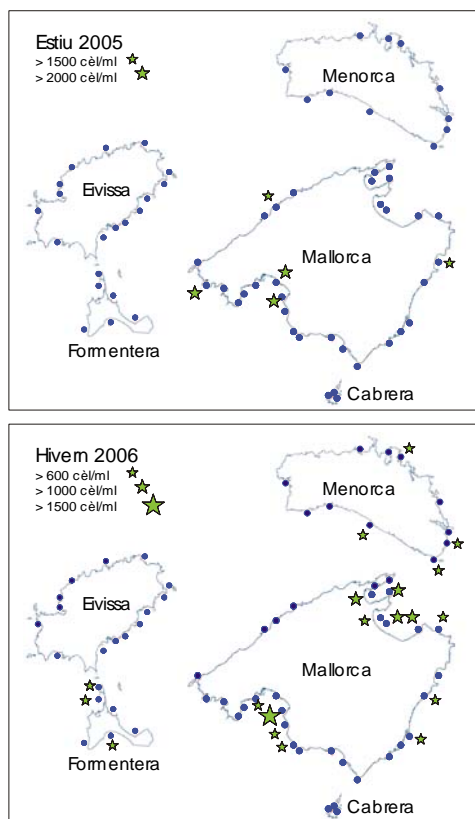 Estiu 2005
> 1500 cèl/ml
> 2000 cèl/ml
Menorca
Eivissa
Mallorca
Formentera
Cabrera
Hivern 2006
> 600 cèl/ml
> 1000 cèl/ml
> 1500 cèl/ml
Menorca
Eivissa
Mallorca
Formentera
Cabrera